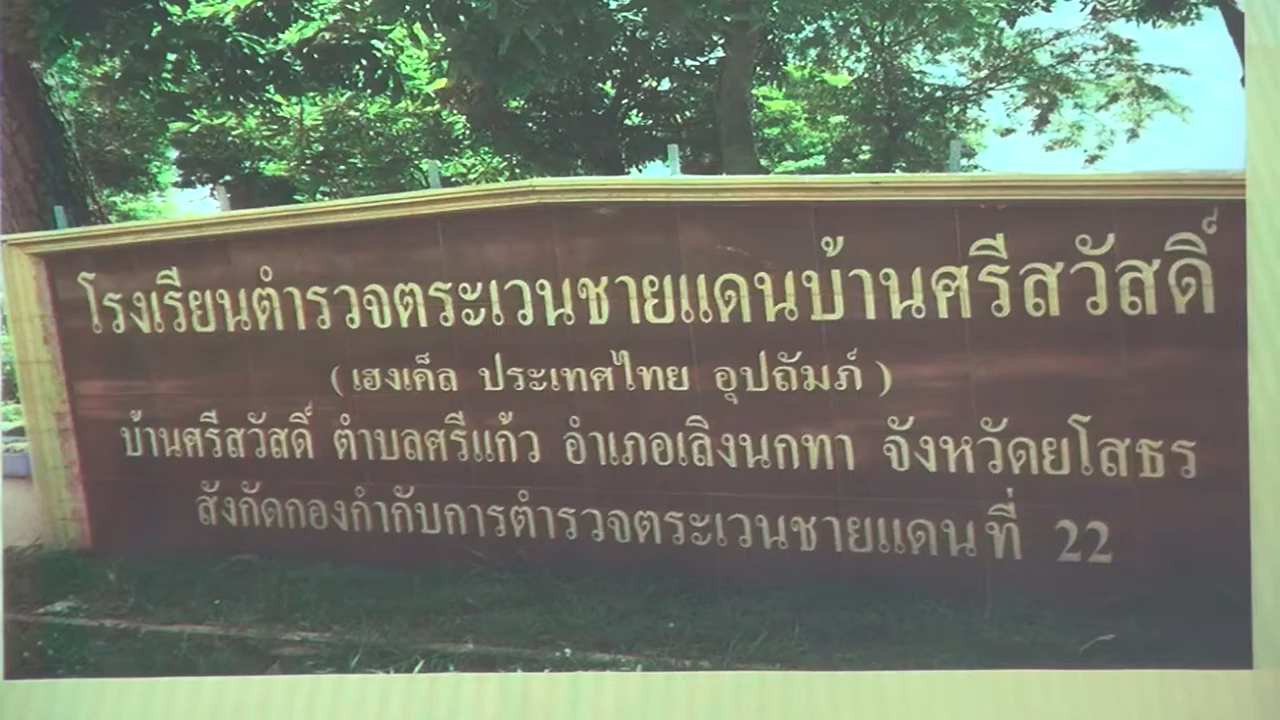 โรงเรียนตำรวจตระเวนชายแดนบ้านศรีสวัสดิ์
(เฮงเค็ล ประเทศไทย อุปถัมภ์)
บ้านศรีสวัสดิ์ ตำบลศรีแก้ว อำเภอเลิงนกทา จังหวัดยโสธร
สังกัดกองกำกับการตำรวจตระเวนชายแดนที่ 22